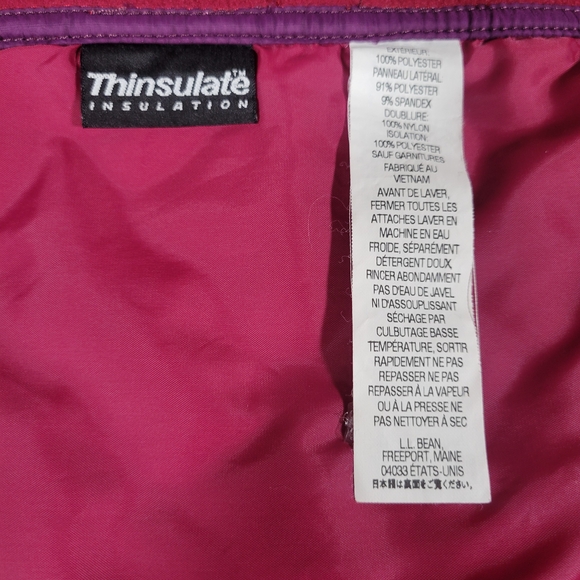 Thinsulate™
INSULATION
EXTÉRIEUR:
100% POLYESTER
PANNEAU LATÉRAL
91% POLYESTER
9% SPANDEX
DOUBLURE:
100% NYLON
ISOLATION:
100% POLYESTER
SAUF GARNITURES
FABRIQUÉ AU
VIETNAM
AVANT DE LAVER,
FERMER TOUTES LES
ATTACHES LAVER EN
MACHINE EN EAU
FROIDE, SÉPARÉMENT
DÉTERGENT DOUX,
RINCER ABONDAMMENT
PAS D'EAU DE JAVEL
NI D'ASSOUPLISSANT
SÉCHAGE PAR
CULBUTAGE BASSE
TEMPÉRATURE, SORTIR
RAPIDEMENT NE PAS
REPASSER NE PAS
REPASSER À LA VAPEUR
OU À LA PRESSE NE
PAS NETTOYER À SEC
L.L. BEAN,
FREEPORT, MAINE
04033 ÉTATS-UNIS
日本語は裏面をご覧ください。